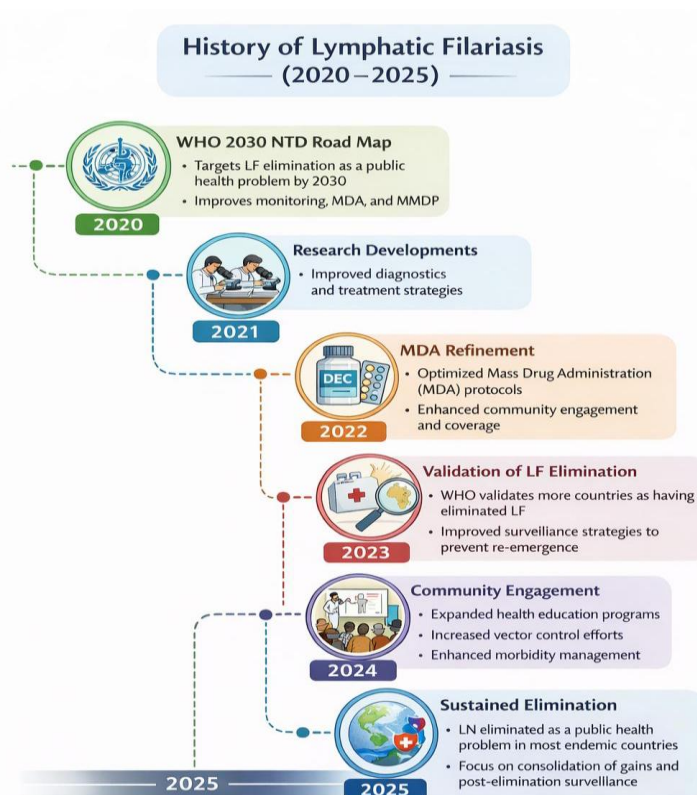 History of Lymphatic Filariasis
(2020–2025)
WHO 2030 NTD Road Map
• Targets LF elimination as a public
health problem by 2030
• Improves monitoring, MDA, and MMDP
2020
Research Developments
• Improved diagnostics
and treatment strategies
2021
MDA Refinement
• Optimized Mass Drug Administration
(MDA) protocols
• Enhanced community engagement
and coverage
DEC
2022
Validation of LF Elimination
• WHO validates more countries as having
eliminated LF
• Improved surveiliance strategies to
prevent re-emergence
2023
Community Engagement
• Expanded health education programs
• Increased vector control efforts
• Enhanced morbidity management
2024
Sustained Elimination
• LN eliminated as a public health
problem in most endemic countries
• Focus on consolidation of gains and
post-elimination survelllance
2025
2025